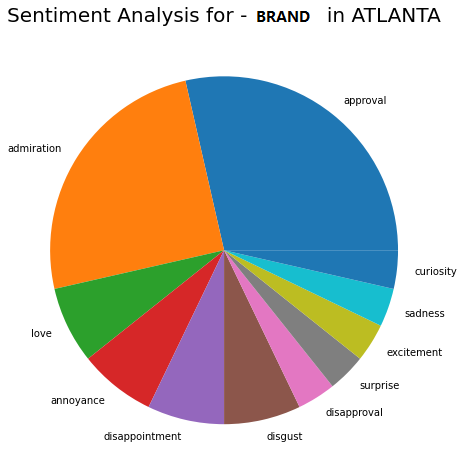 Sentiment Analysis for - BRAND in ATLANTA
approval
admiration
curiosity
sadness
love
excitement
surprise
annoyance
disapproval
disappointment
disgust